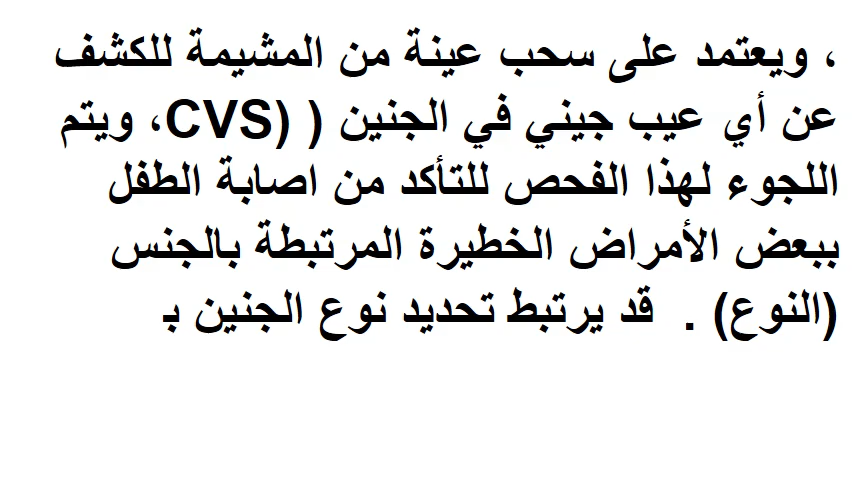 ، ويعتمد على سحب عينة من المشيمة للكشف
عن أي عيب جيني في الجنين ( (CVS، ويتم
اللجوء لهذا الفحص للتأكد من اصابة الطفل
ببعض الأمراض الخطيرة المرتبطة بالجنس
(النوع) . قد يرتبط تحديد نوع الجنين بـ